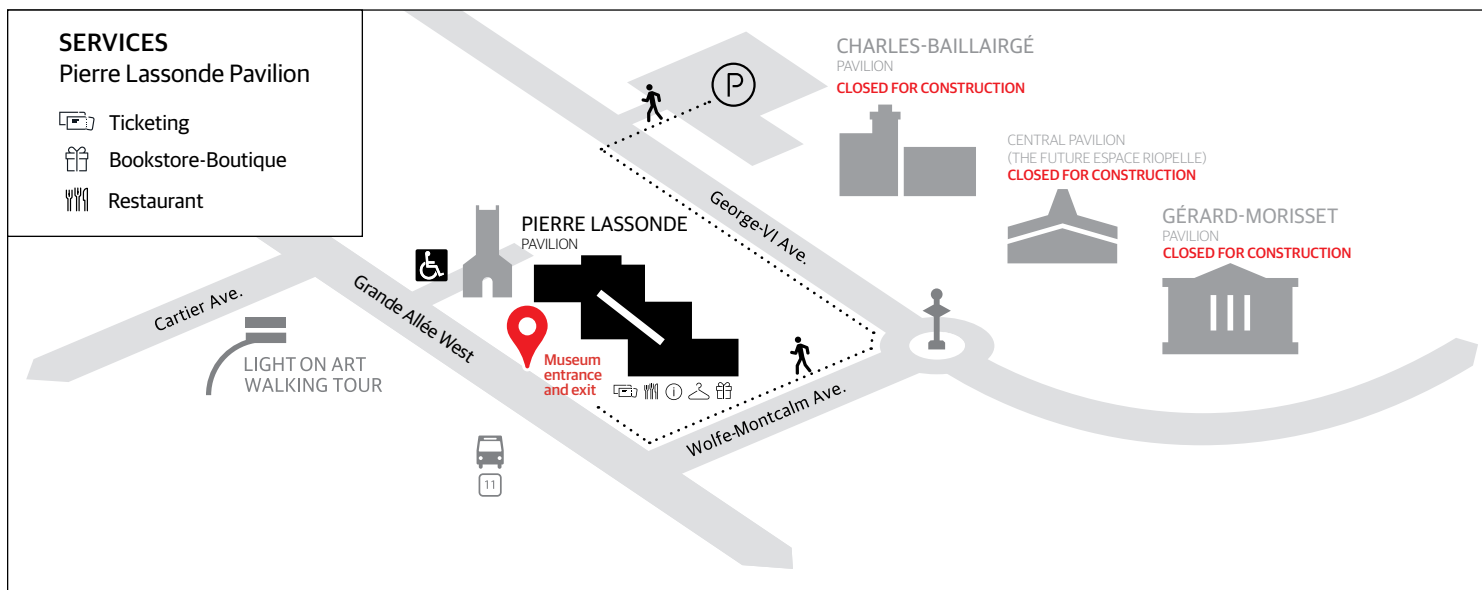 SERVICES
Pierre Lassonde Pavilion
Ticketing
Bookstore-Boutique
Restaurant
P
CHARLES-BAILLAIRGÉ
PAVILION
CLOSED FOR CONSTRUCTION
CENTRAL PAVILION
(THE FUTURE ESPACE RIOPELLE)
CLOSED FOR CONSTRUCTION
GÉRARD-MORISSET
PAVILION
CLOSED FOR CONSTRUCTION
George-VI Ave.
PIERRE LASSONDE
PAVILION
Cartier Ave.
Grande Allée West
LIGHT ON ART
WALKING TOUR
Museum
entrance
and exit
i
Wolfe-Montcalm Ave.
11